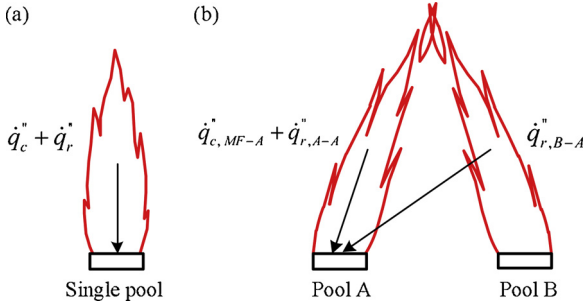 (a)
(b)
q̇"c + q̇"r
q̇"c, MF−A + q̇"r, A−A
q̇"r, B−A
Single pool
Pool A
Pool B